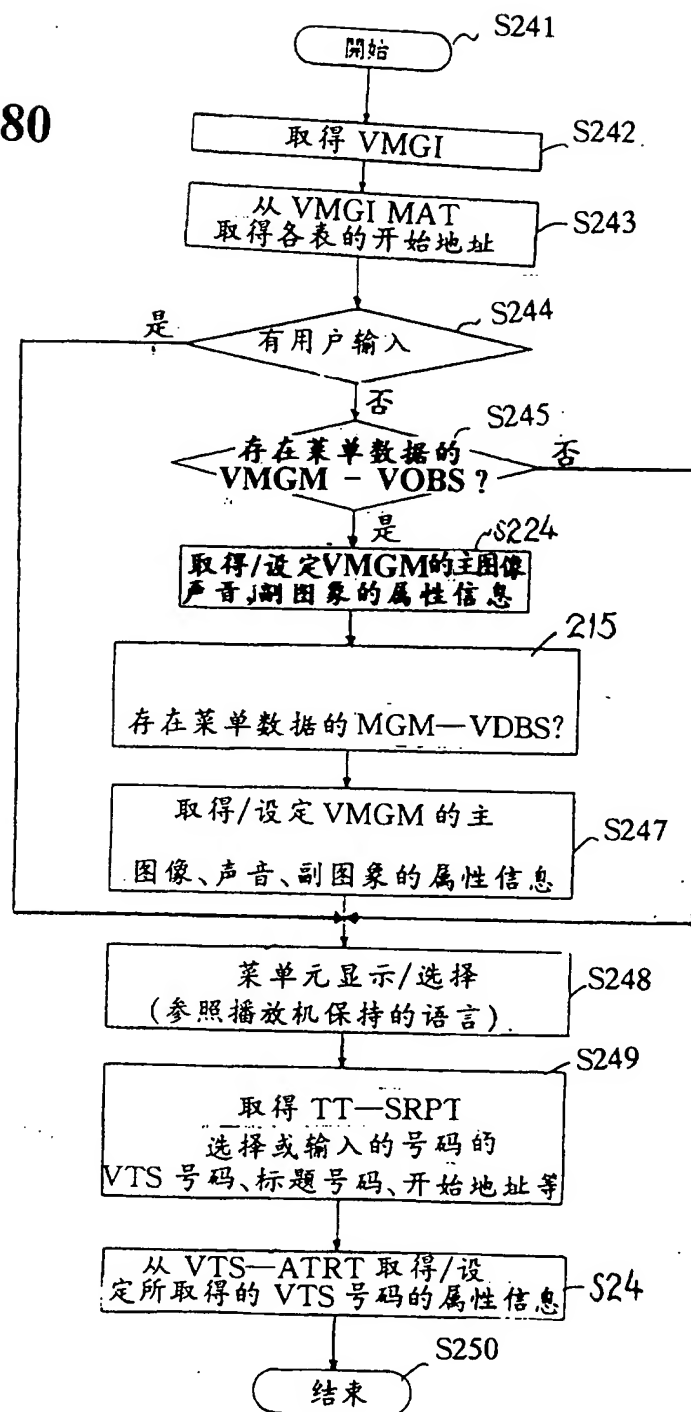 S241
開始
80
取得 VMGI
S242
从 VMGI MAT
取得各表的开始地址
S243
是
有用户输入
S244
否
S245
存在菜单数据的
VMGM - VOBS?
否
是
S224
取得/设定VMGM的主图像
声音,副图象的属性信息
215
存在菜单数据的MGM—VDBS?
取得/设定 VMGM 的主
图像、声音、副图象的属性信息
S247
菜单元显示/选择
(参照播放机保持的语言)
S248
S249
取得 TT—SRPT
选择或输入的号码的
VTS 号码、标题号码、开始地址等
从 VTS—ATRT 取得/设
定所取得的 VTS 号码的属性信息
S24
S250
结束